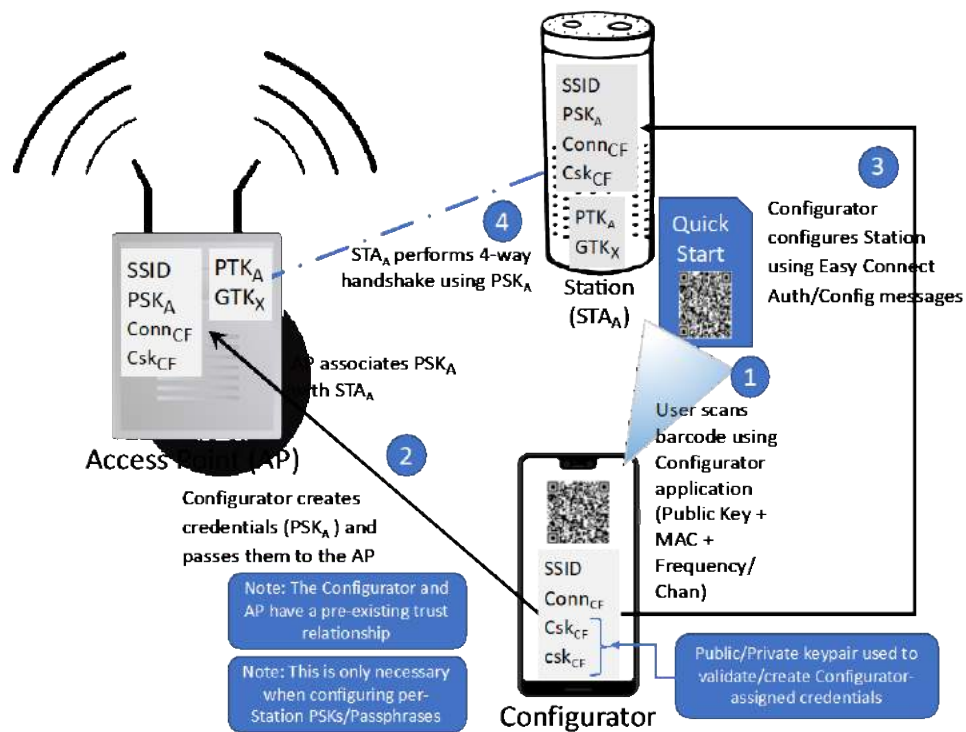 SSID
PSKA
ConnCF
CskCF
PTKA
GTKX
Station
(STAA)
Quick
Start
3
Configurator
configures Station
using Easy Connect
Auth/Config messages
4
STAA performs 4-way
handshake using PSKA
SSID
PSKA
ConnCF
CskCF
PTKA
GTKX
AP associates PSKA
with STAA
Access Point (AP)
1
User scans
barcode using
Configurator
application
(Public Key +
MAC +
Frequency/
Chan)
2
Configurator creates
credentials (PSKA) and
passes them to the AP
Note: The Configurator and
AP have a pre-existing trust
relationship
Note: This is only necessary
when configuring per-
Station PSKs/Passphrases
SSID
ConnCF
CskCF
cskCF
Configurator
Public/Private keypair used to
validate/create Configurator-
assigned credentials